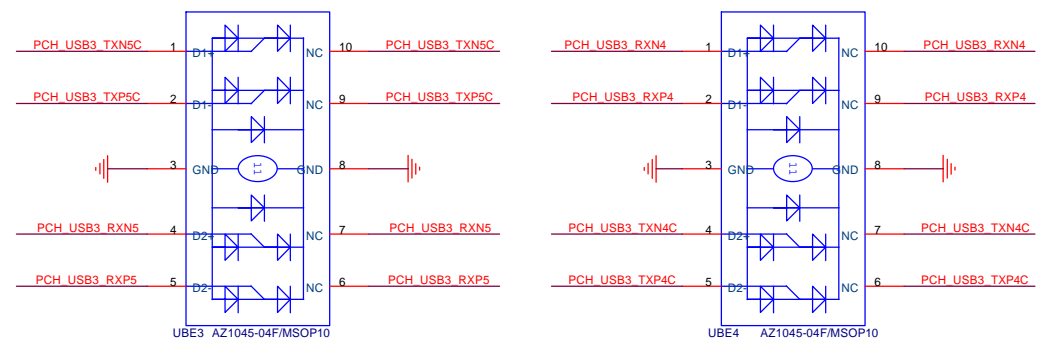 PCH_USB3_TXN5C 1 D1+ NC 10 PCH_USB3_TXN5C
PCH_USB3_TXP5C 2 D1- NC 9 PCH_USB3_TXP5C
3 GND 11 GND 8
PCH_USB3_RXN5 4 D2+ NC 7 PCH_USB3_RXN5
PCH_USB3_RXP5 5 D2- NC 6 PCH_USB3_RXP5
UBE3 AZ1045-04F/MSOP10
PCH_USB3_RXN4 1 D1+ NC 10 PCH_USB3_RXN4
PCH_USB3_RXP4 2 D1- NC 9 PCH_USB3_RXP4
3 GND 11 GND 8
PCH_USB3_TXN4C 4 D2+ NC 7 PCH_USB3_TXN4C
PCH_USB3_TXP4C 5 D2- NC 6 PCH_USB3_TXP4C
UBE4 AZ1045-04F/MSOP10